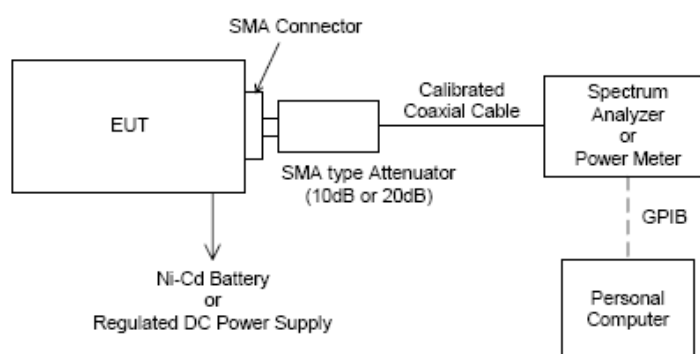 SMA Connector
EUT
Calibrated
Coaxial Cable
Spectrum
Analyzer
or
Power Meter
SMA type Attenuator
(10dB or 20dB)
GPIB
Ni-Cd Battery
or
Regulated DC Power Supply
Personal
Computer